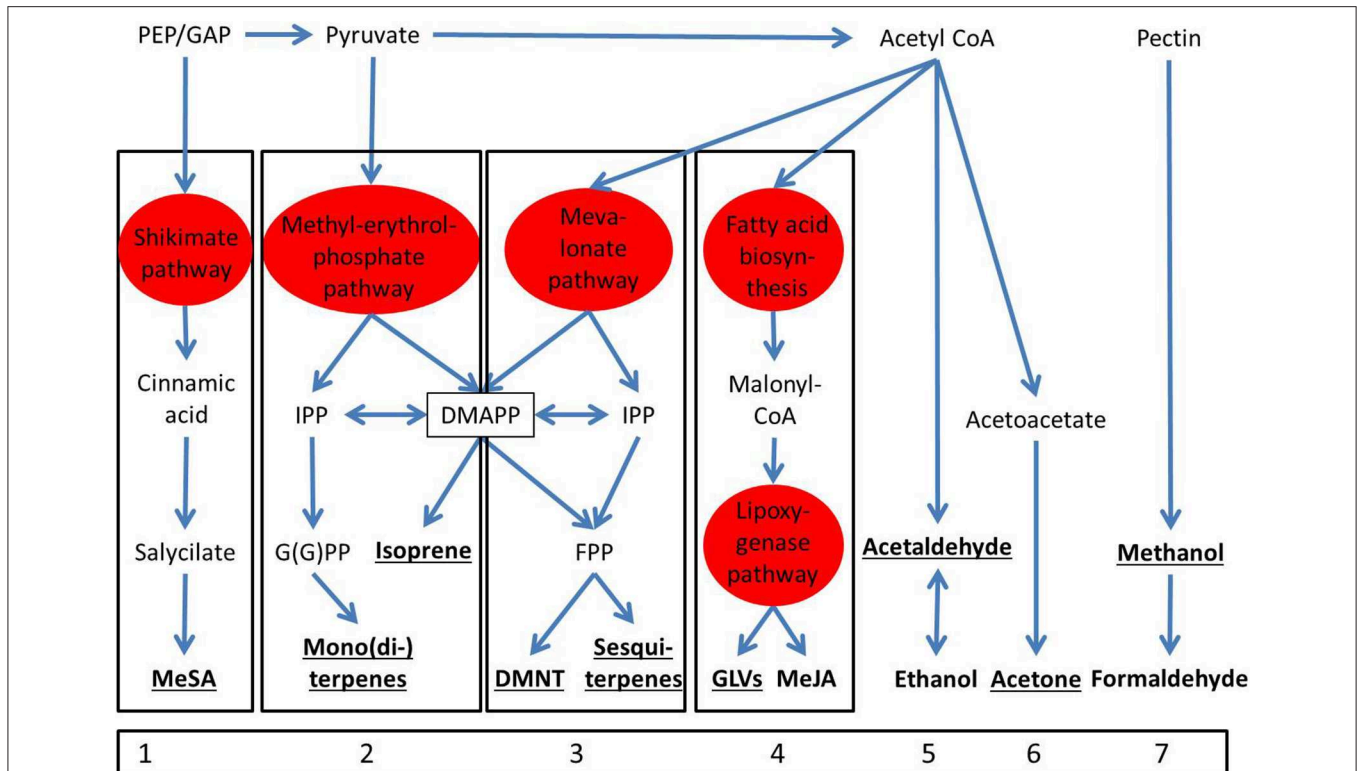 PEP/GAP
Pyruvate
Acetyl CoA
Pectin
Shikimate
pathway
Methyl-erythrol-
phosphate
pathway
Meva-
lonate
pathway
Fatty acid
biosyn-
thesis
Cinnamic
acid
IPP
DMAPP
IPP
Malonyl-
CoA
Acetoacetate
Lipoxy-
genase
pathway
Salycilate
G(G)PP
Isoprene
FPP
Acetaldehyde
Methanol
MeSA
Mono(di-)
terpenes
DMNT
Sesqui-
terpenes
GLVs
MeJA
Ethanol
Acetone
Formaldehyde
1
2
3
4
5
6
7